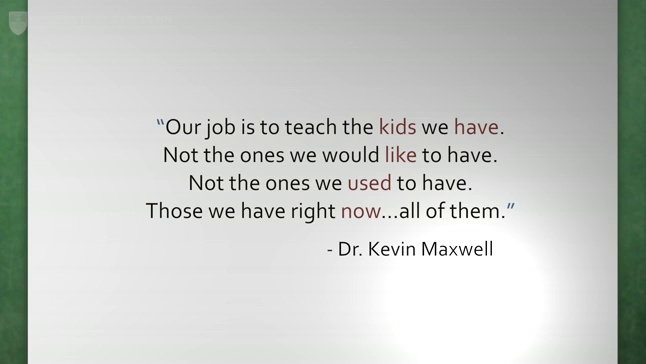 “Our job is to teach the kids we have.
Not the ones we would like to have.
Not the ones we used to have.
Those we have right now...all of them.”
- Dr. Kevin Maxwell